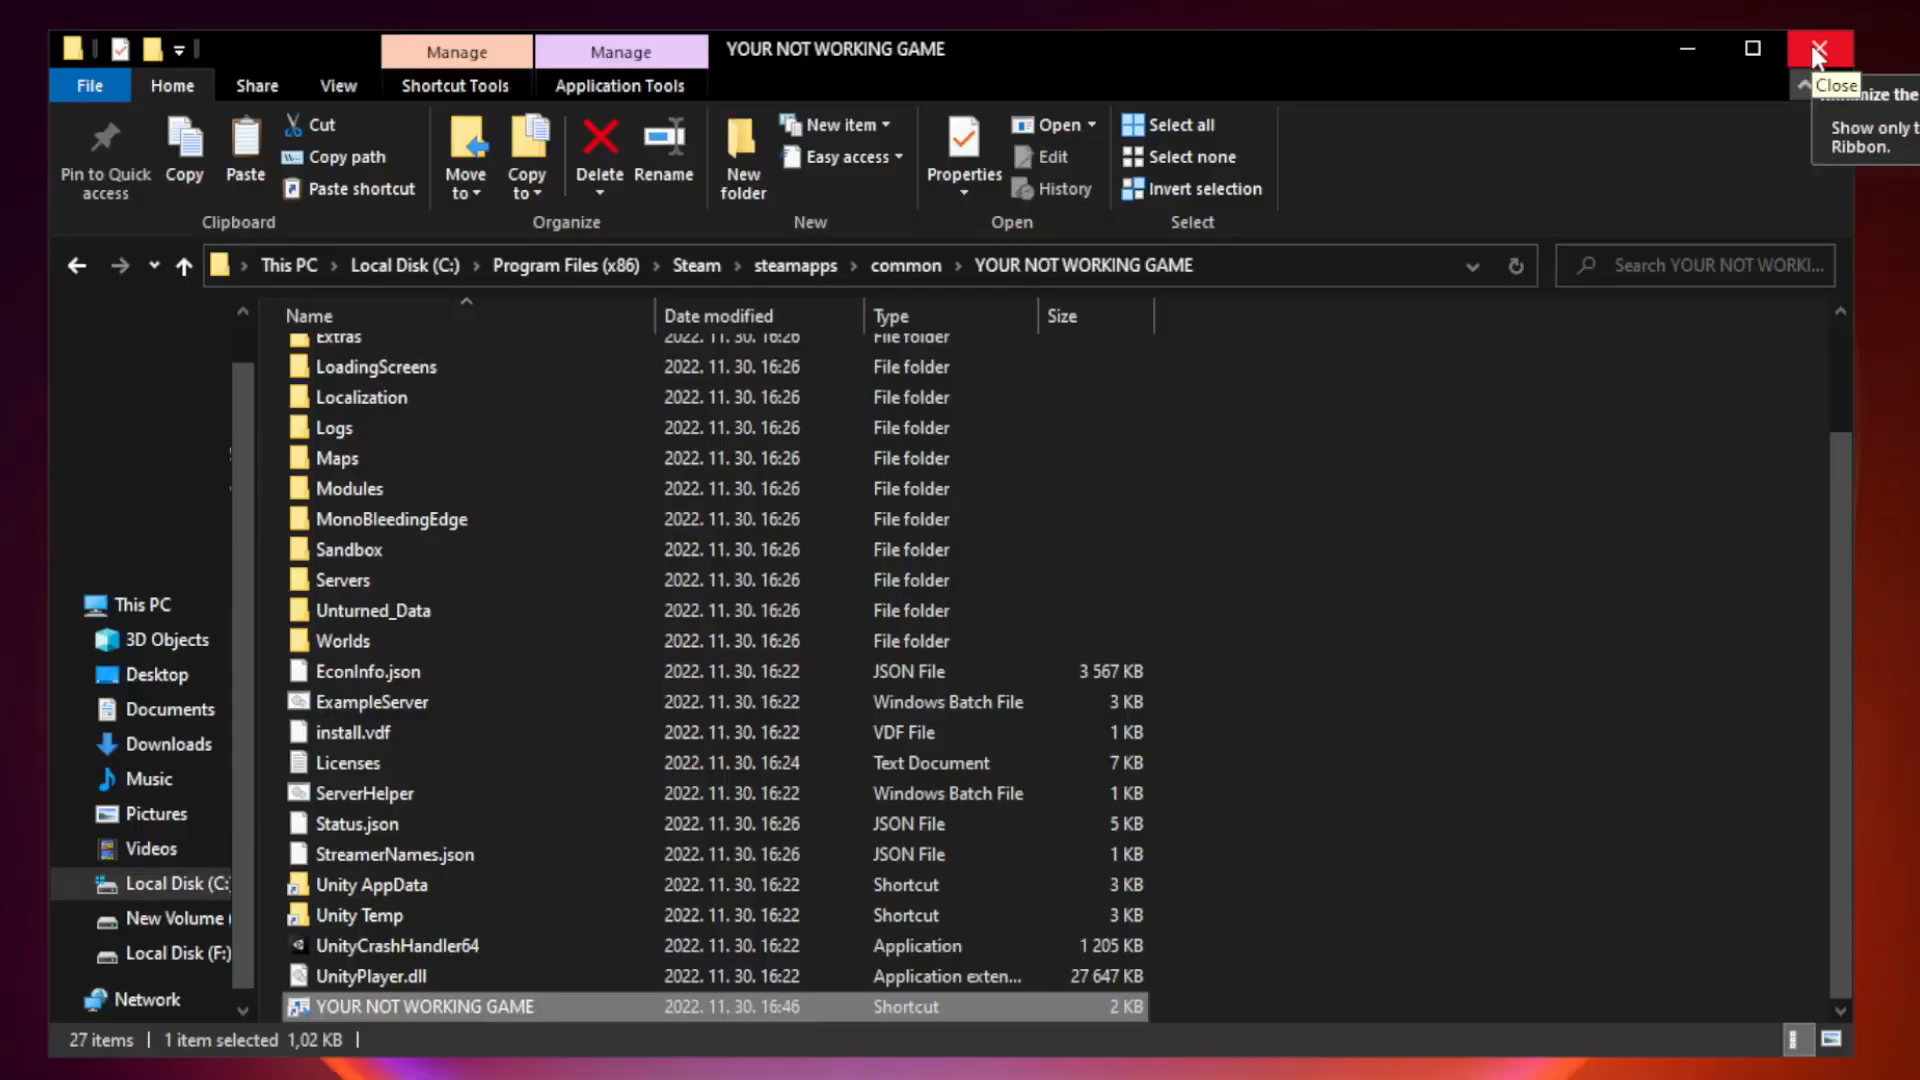 Manage
Manage
YOUR NOT WORKING GAME
Close
File
Home
Share
View
Shortcut Tools
Application Tools
Show only t
Ribbon.
Pin to Quick
access
Copy
Paste
Cut
Copy path
Paste shortcut
Clipboard
Move
to
Copy
to
Delete
Rename
Organize
New
folder
New item
Easy access
New
Properties
Open
Edit
History
Open
Select all
Select none
Invert selection
Select
This PC
Local Disk (C:)
Program Files (x86)
Steam
steamapps
common
YOUR NOT WORKING GAME
Search YOUR NOT WORKI...
Name Date modified Type Size
Extras 2022. 11. 30. 16:26 File folder
LoadingScreens 2022. 11. 30. 16:26 File folder
Localization 2022. 11. 30. 16:26 File folder
Logs 2022. 11. 30. 16:26 File folder
Maps 2022. 11. 30. 16:26 File folder
Modules 2022. 11. 30. 16:26 File folder
MonoBleedingEdge 2022. 11. 30. 16:26 File folder
Sandbox 2022. 11. 30. 16:26 File folder
Servers 2022. 11. 30. 16:26 File folder
Unturned_Data 2022. 11. 30. 16:26 File folder
Worlds 2022. 11. 30. 16:26 File folder
EconInfo.json 2022. 11. 30. 16:22 JSON File 3 567 KB
ExampleServer 2022. 11. 30. 16:22 Windows Batch File 3 KB
install.vdf 2022. 11. 30. 16:22 VDF File 1 KB
Licenses 2022. 11. 30. 16:24 Text Document 7 KB
ServerHelper 2022. 11. 30. 16:22 Windows Batch File 1 KB
Status.json 2022. 11. 30. 16:26 JSON File 5 KB
StreamerNames.json 2022. 11. 30. 16:26 JSON File 1 KB
Unity AppData 2022. 11. 30. 16:22 Shortcut 3 KB
Unity Temp 2022. 11. 30. 16:22 Shortcut 3 KB
UnityCrashHandler64 2022. 11. 30. 16:22 Application 1 205 KB
UnityPlayer.dll 2022. 11. 30. 16:22 Application exten... 27 647 KB
YOUR NOT WORKING GAME 2022. 11. 30. 16:46 Shortcut 2 KB
This PC
3D Objects
Desktop
Documents
Downloads
Music
Pictures
Videos
Local Disk (C:
New Volume (
Local Disk (F:)
Network
27 items
1 item selected 1,02 KB